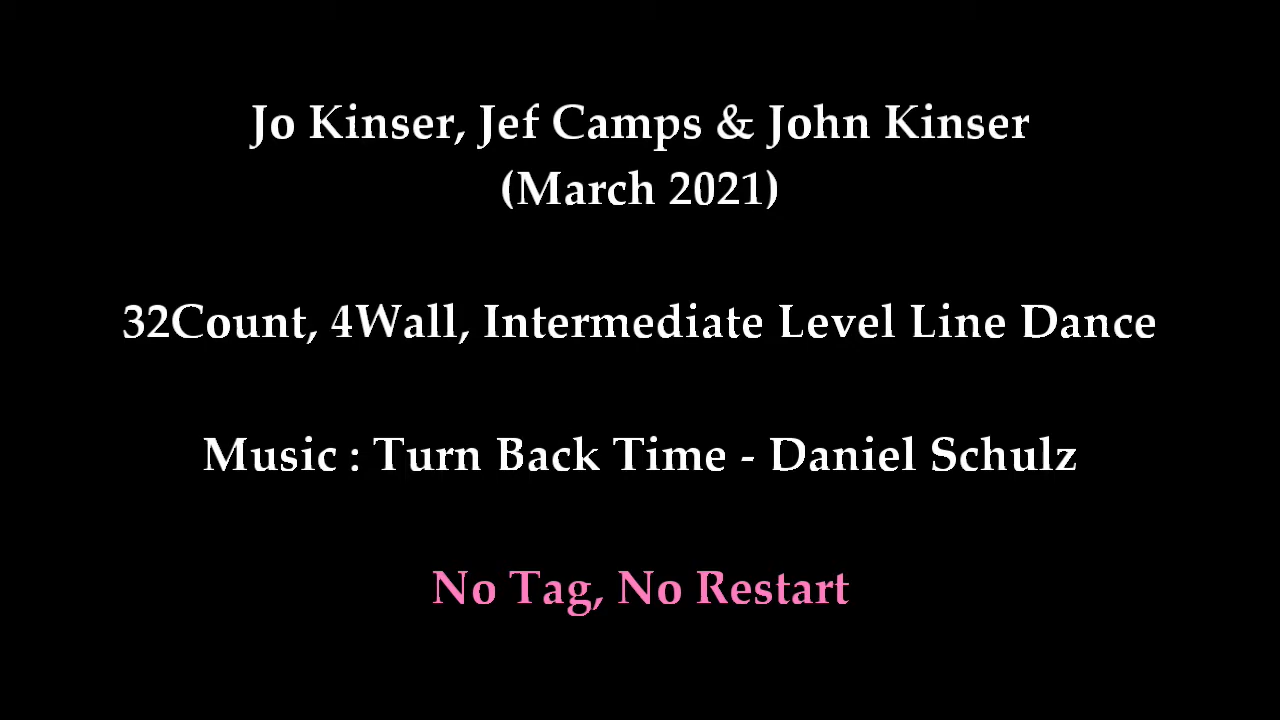 Jo Kinser, Jef Camps & John Kinser
(March 2021)
32Count, 4Wall, Intermediate Level Line Dance
Music : Turn Back Time - Daniel Schulz
No Tag, No Restart